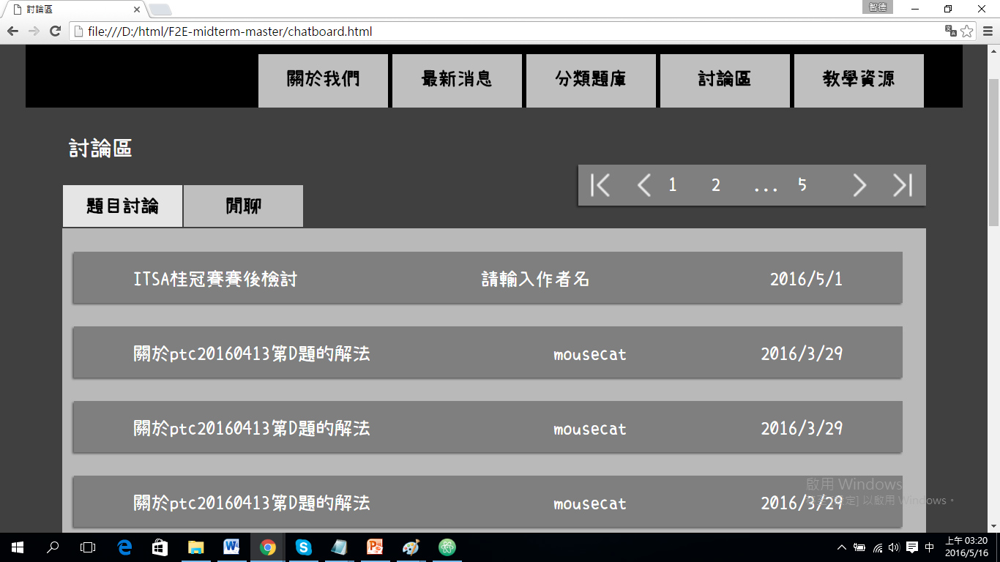 討論區
智德
file:///D:/html/F2E-midterm-master/chatboard.html
關於我們 最新消息 分類題庫 討論區 教學資源
討論區
1 2 ... 5
題目討論 閒聊
ITSA桂冠賽賽後檢討 請輸入作者名 2016/5/1
關於ptc20160413第D題的解法 mousecat 2016/3/29
關於ptc20160413第D題的解法 mousecat 2016/3/29
關於ptc20160413第D題的解法 mousecat 2016/3/29
啟用 Windows
定] 以啟用 Windows。
中
上午 03:20
2016/5/16